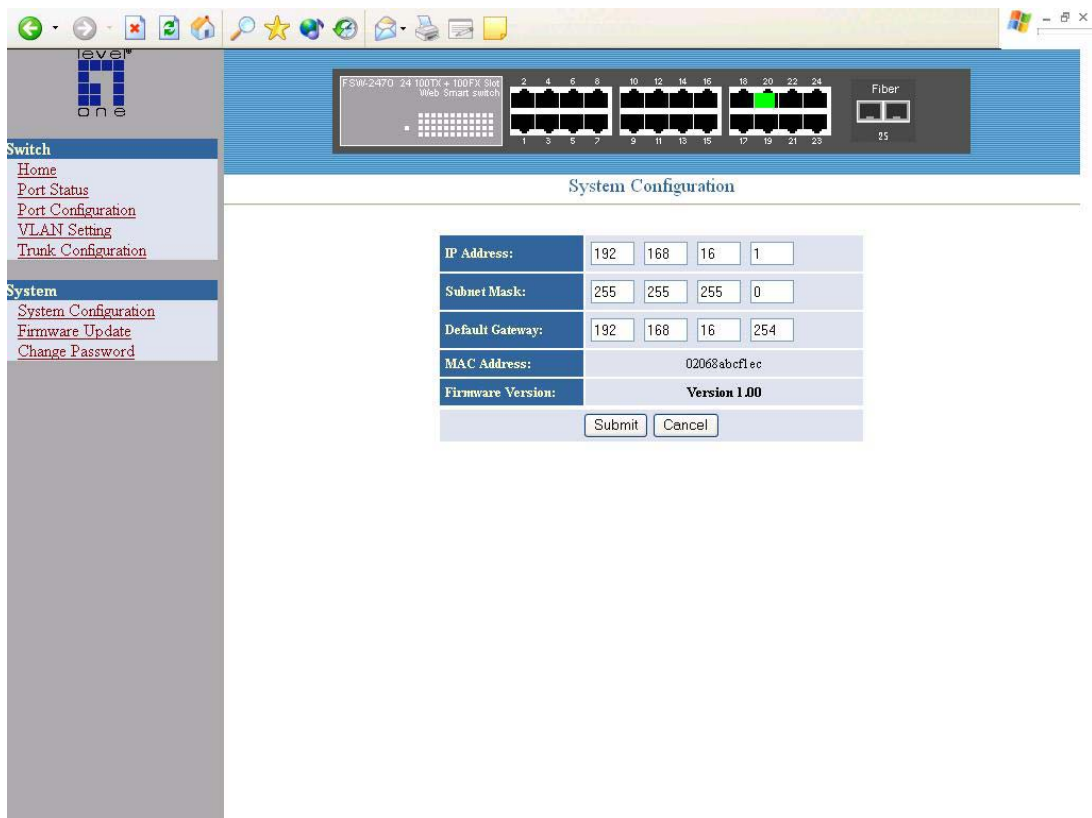 level®
one
FSW-2470 24 100TX + 100FX Slot
Web Smart switch
2 4 6 8 10 12 14 16 18 20 22 24
1 3 5 7 9 11 13 15 17 19 21 23
Fiber
25
Switch
Home
Port Status
Port Configuration
VLAN Setting
Trunk Configuration
System
System Configuration
Firmware Update
Change Password
System Configuration
IP Address: 192 168 16 1
Subnet Mask: 255 255 255 0
Default Gateway: 192 168 16 254
MAC Address: 02068abcf1ec
Firmware Version: Version 1.00
Submit Cancel